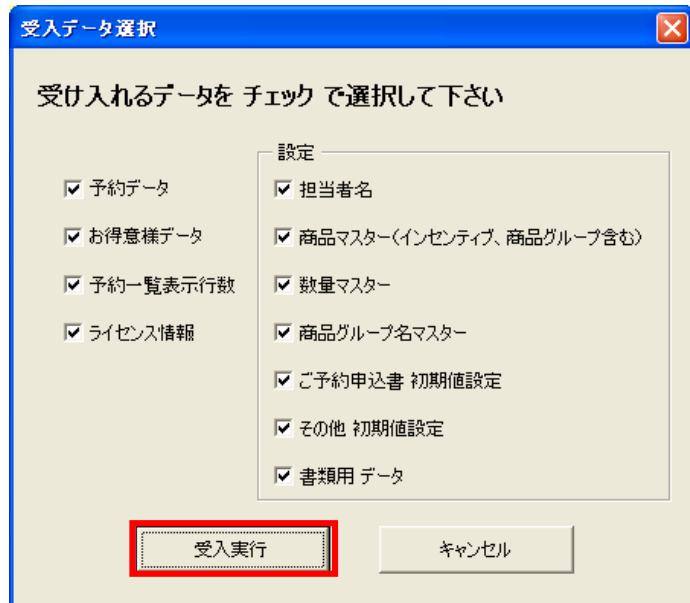 受入データ選択
受け入れるデータを チェック で選択して下さい
予約データ
お得意様データ
予約一覧表示行数
ライセンス情報
設定
担当者名
商品マスター(インセンティブ、商品グループ含む)
数量マスター
商品グループ名マスター
ご予約申込書 初期値設定
その他 初期値設定
書類用 データ
受入実行
キャンセル